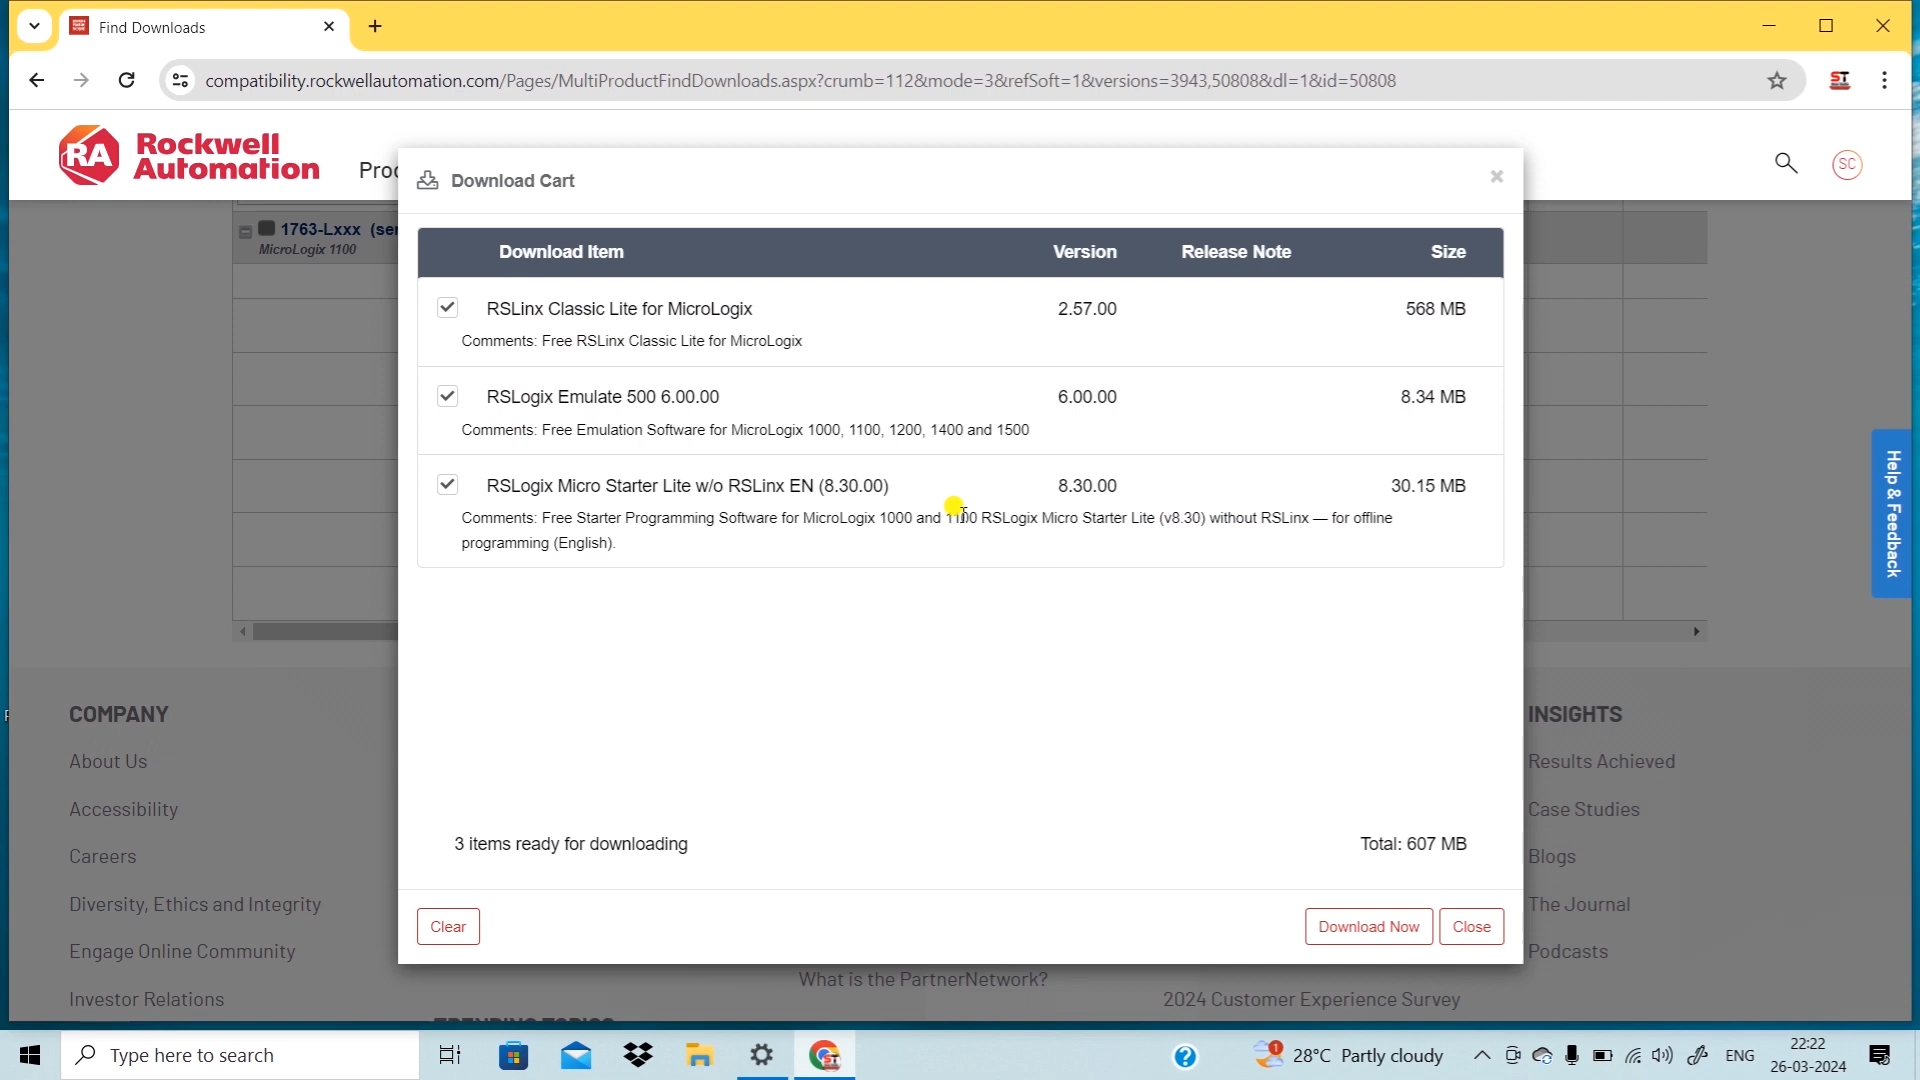 Find Downloads
compatibility.rockwellautomation.com/Pages/MultiProductFindDownloads.aspx?crumb=112&mode=3&refSoft=1&versions=3943,50808&dl=1&id=50808
ST
RA
Rockwell
Automation
Proc
SC
Download Cart
1763-Lxxx (ser
MicroLogix 1100
Download Item Version Release Note Size
RSLinx Classic Lite for MicroLogix 2.57.00 568 MB
Comments: Free RSLinx Classic Lite for MicroLogix
RSLogix Emulate 500 6.00.00 6.00.00 8.34 MB
Comments: Free Emulation Software for MicroLogix 1000, 1100, 1200, 1400 and 1500
RSLogix Micro Starter Lite w/o RSLinx EN (8.30.00) 8.30.00 30.15 MB
Comments: Free Starter Programming Software for MicroLogix 1000 and 1100 RSLogix Micro Starter Lite (v8.30) without RSLinx — for offline
programming (English).
Help & Feedback
3 items ready for downloading Total: 607 MB
Clear Download Now Close
COMPANY
About Us
Accessibility
Careers
Diversity, Ethics and Integrity
Engage Online Community
Investor Relations
What is the PartnerNetwork?
2024 Customer Experience Survey
TRENDING TOPICS
INSIGHTS
Results Achieved
Case Studies
Blogs
The Journal
Podcasts
Type here to search
28°C Partly cloudy
ENG
22:22
26-03-2024